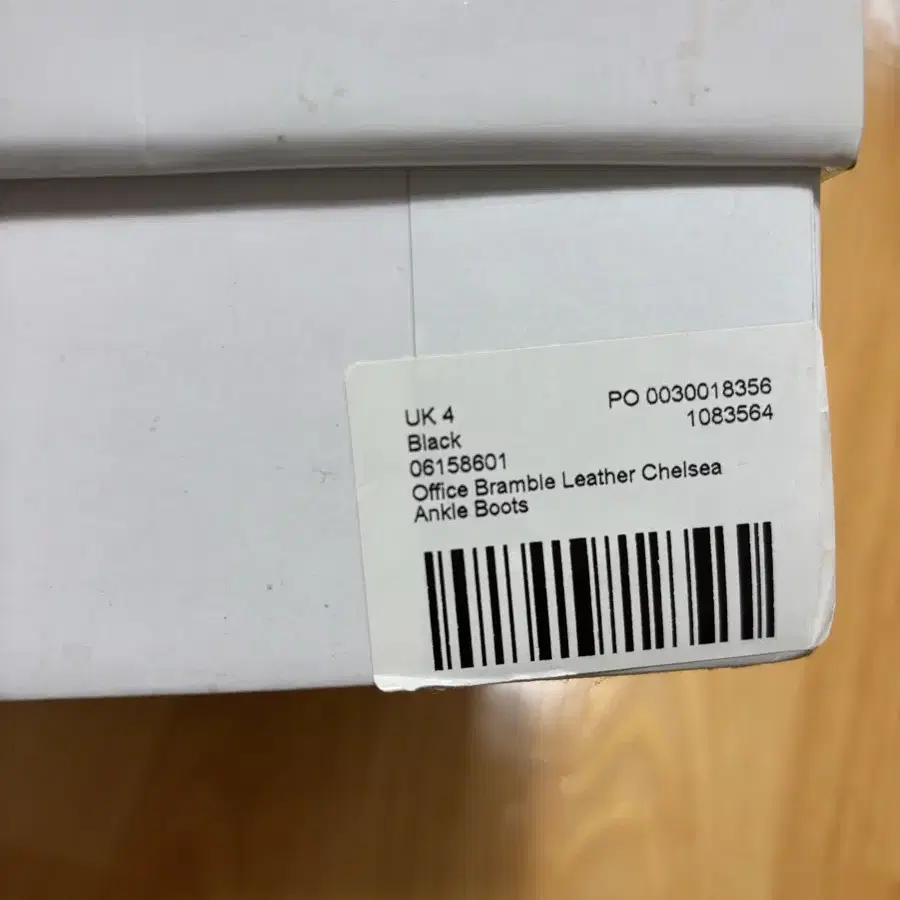 UK 4
Black
06158601
Office Bramble Leather Chelsea
Ankle Boots
PO 0030018356
1083564